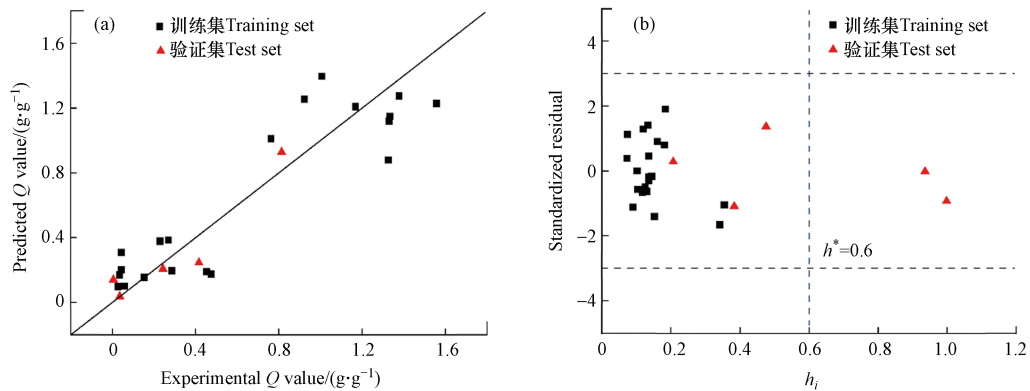 (a)
训练集Training set
验证集Test set
1.6
1.2
0.8
0.4
0
0
0.4
0.8
1.2
1.6
Predicted Q value/(g·g⁻¹)
Experimental Q value/(g·g⁻¹)
(b)
训练集Training set
验证集Test set
4
2
0
−2
−4
h*=0.6
0
0.2
0.4
0.6
0.8
1.0
1.2
Standardized residual
hᵢ